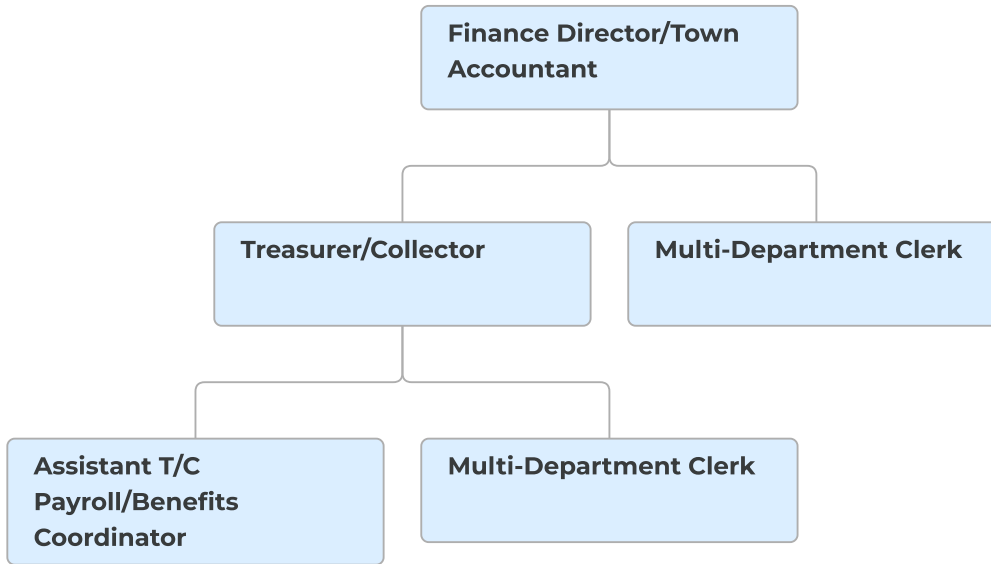 Finance Director/Town
Accountant
Treasurer/Collector
Multi-Department Clerk
Assistant T/C
Payroll/Benefits
Coordinator
Multi-Department Clerk